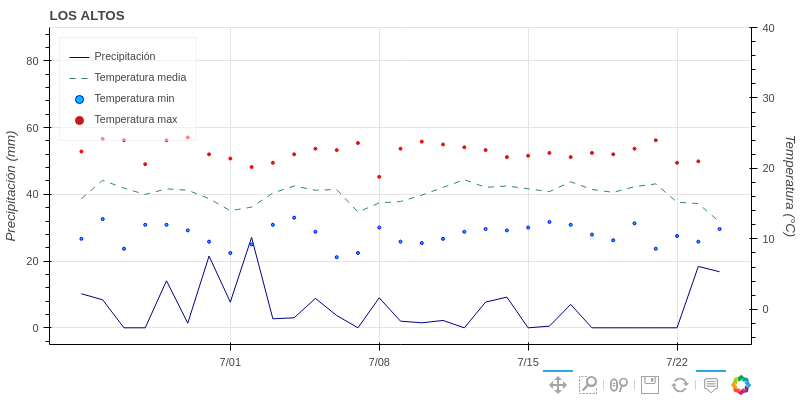 LOS ALTOS
Precipitación
Temperatura media
Temperatura min
Temperatura max
Precipitación (mm)
80
60
40
20
0
Temperatura (°C)
40
30
20
10
0
7/01
7/08
7/15
7/22